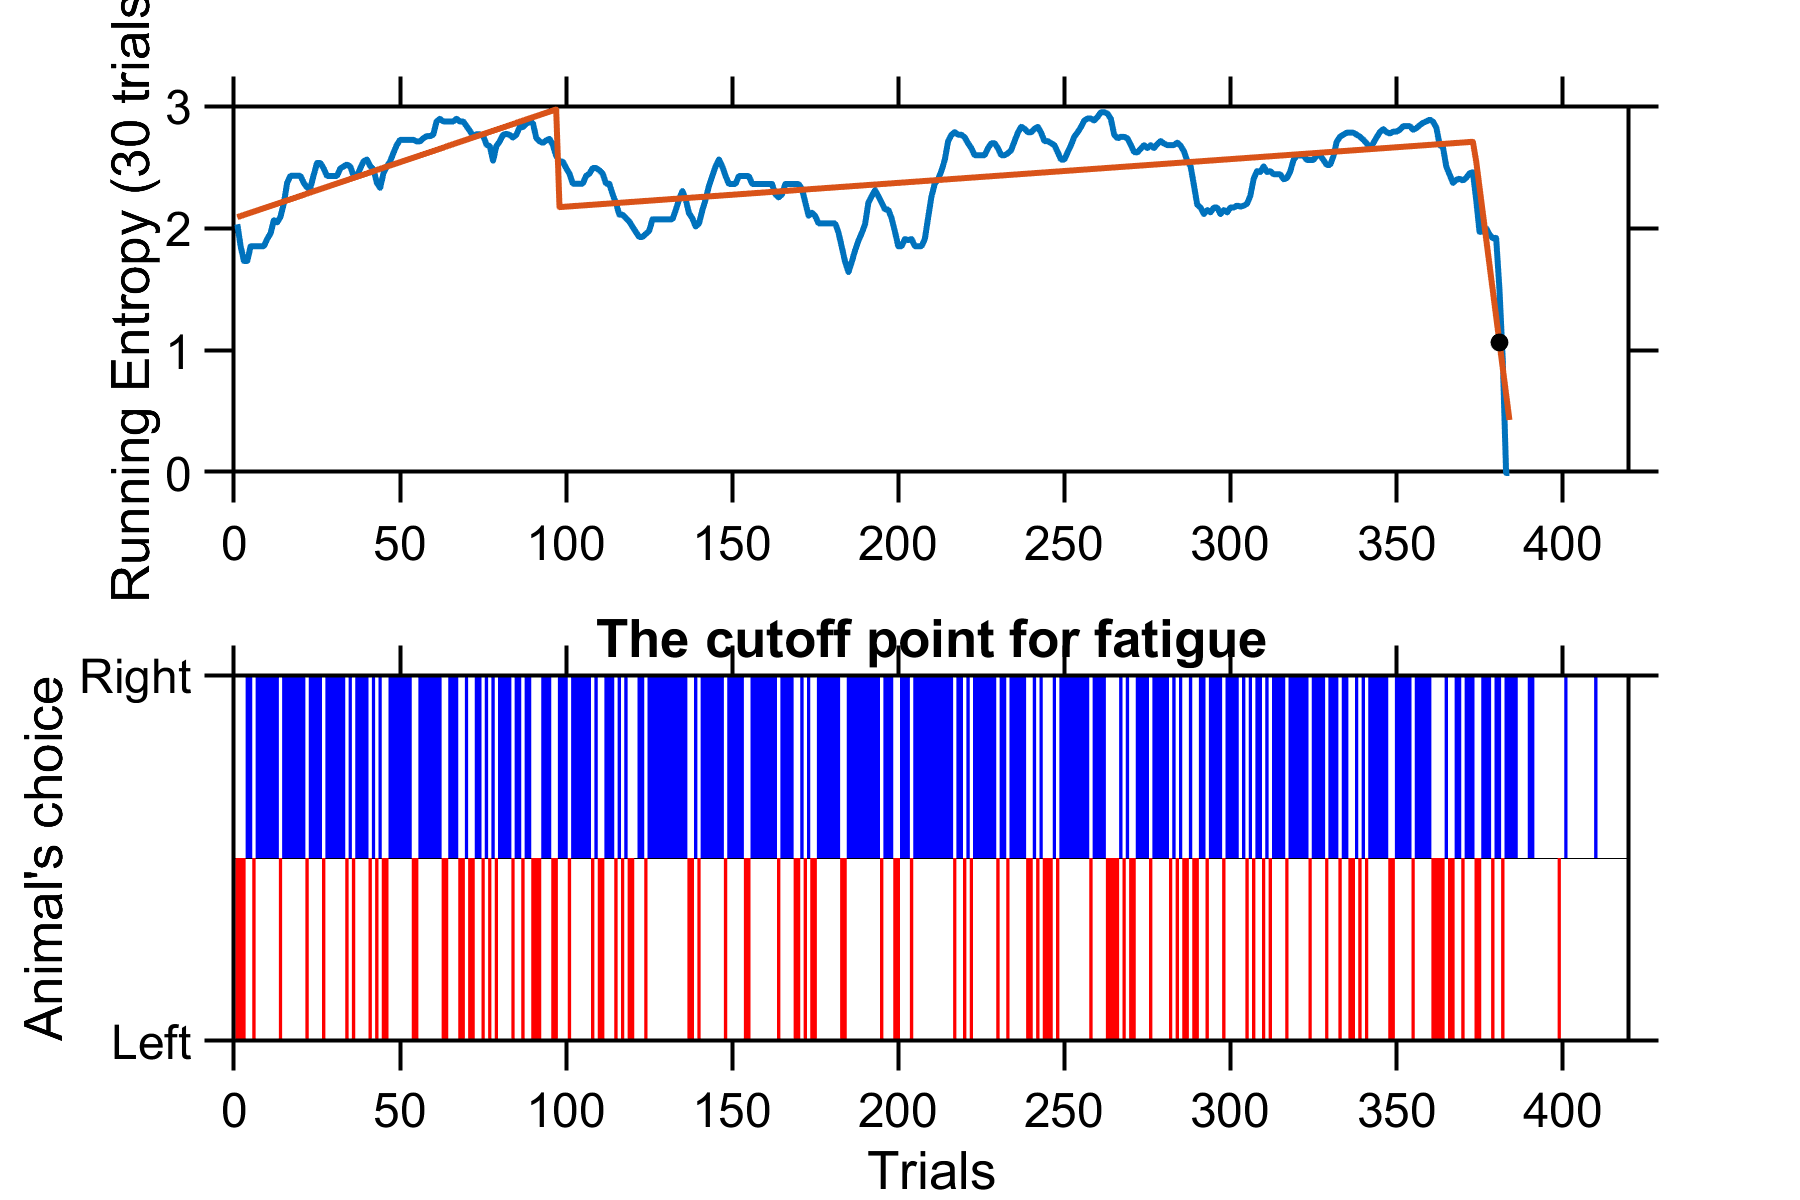 Running Entropy (30 trials
3
2
1
0
0 50 100 150 200 250 300 350 400
The cutoff point for fatigue
Animal's choice
Right
Left
0 50 100 150 200 250 300 350 400
Trials